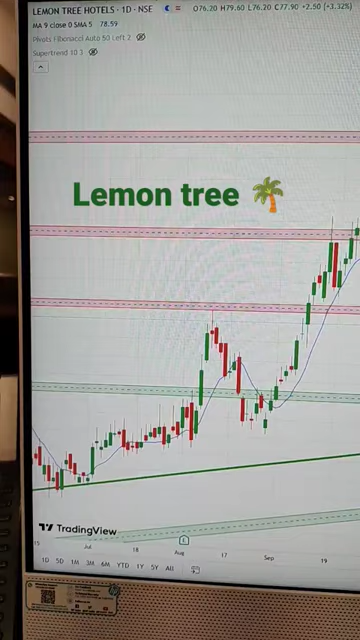 LEMON TREE HOTELS · 1D · NSE O76.20 H79.60 L76.20 C77.90 +2.50 (+3.32%)
MA 9 close 0 SMA 5 78.59
Pivots Fibonacci Auto 50 Left 2
Supertrend 10 3
Lemon tree 🌴
TradingView
15 Jul 18 Aug 17 Sep 19
E
1D 5D 1M 3M 6M YTD 1Y 5Y All